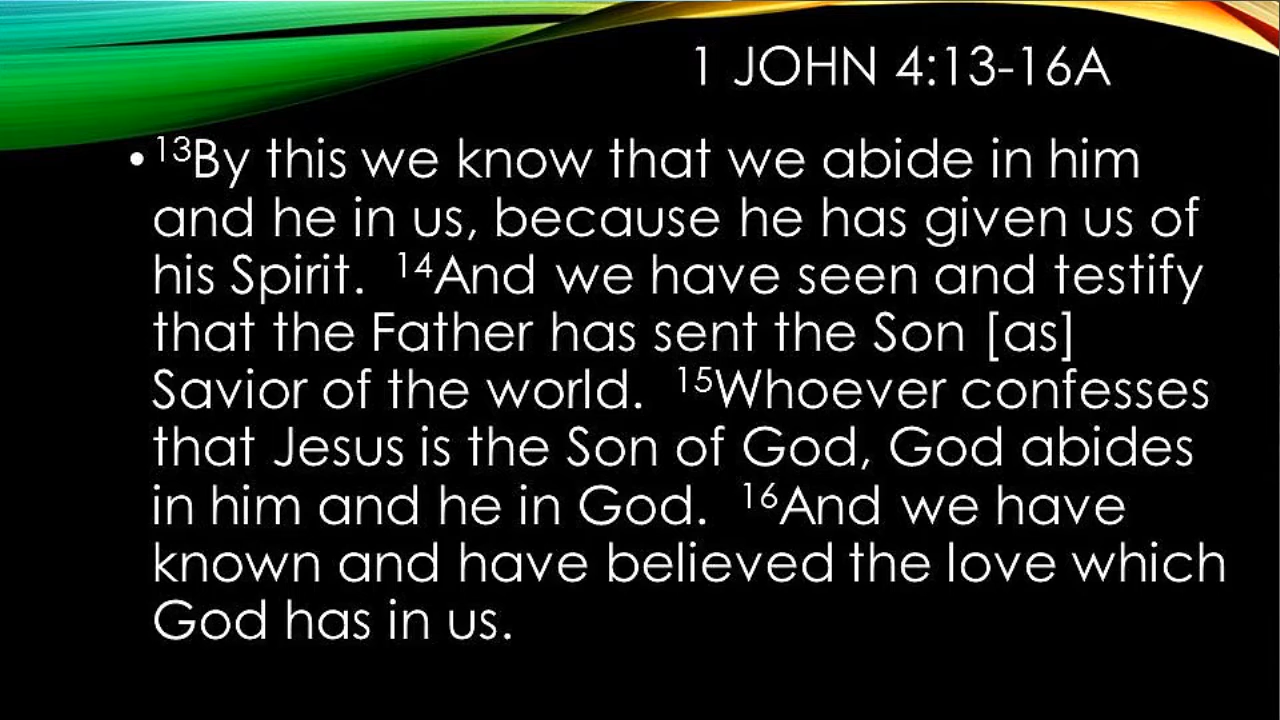 1 JOHN 4:13-16A
•¹³By this we know that we abide in him
and he in us, because he has given us of
his Spirit.  ¹⁴And we have seen and testify
that the Father has sent the Son [as]
Savior of the world.  ¹⁵Whoever confesses
that Jesus is the Son of God, God abides
in him and he in God.  ¹⁶And we have
known and have believed the love which
God has in us.